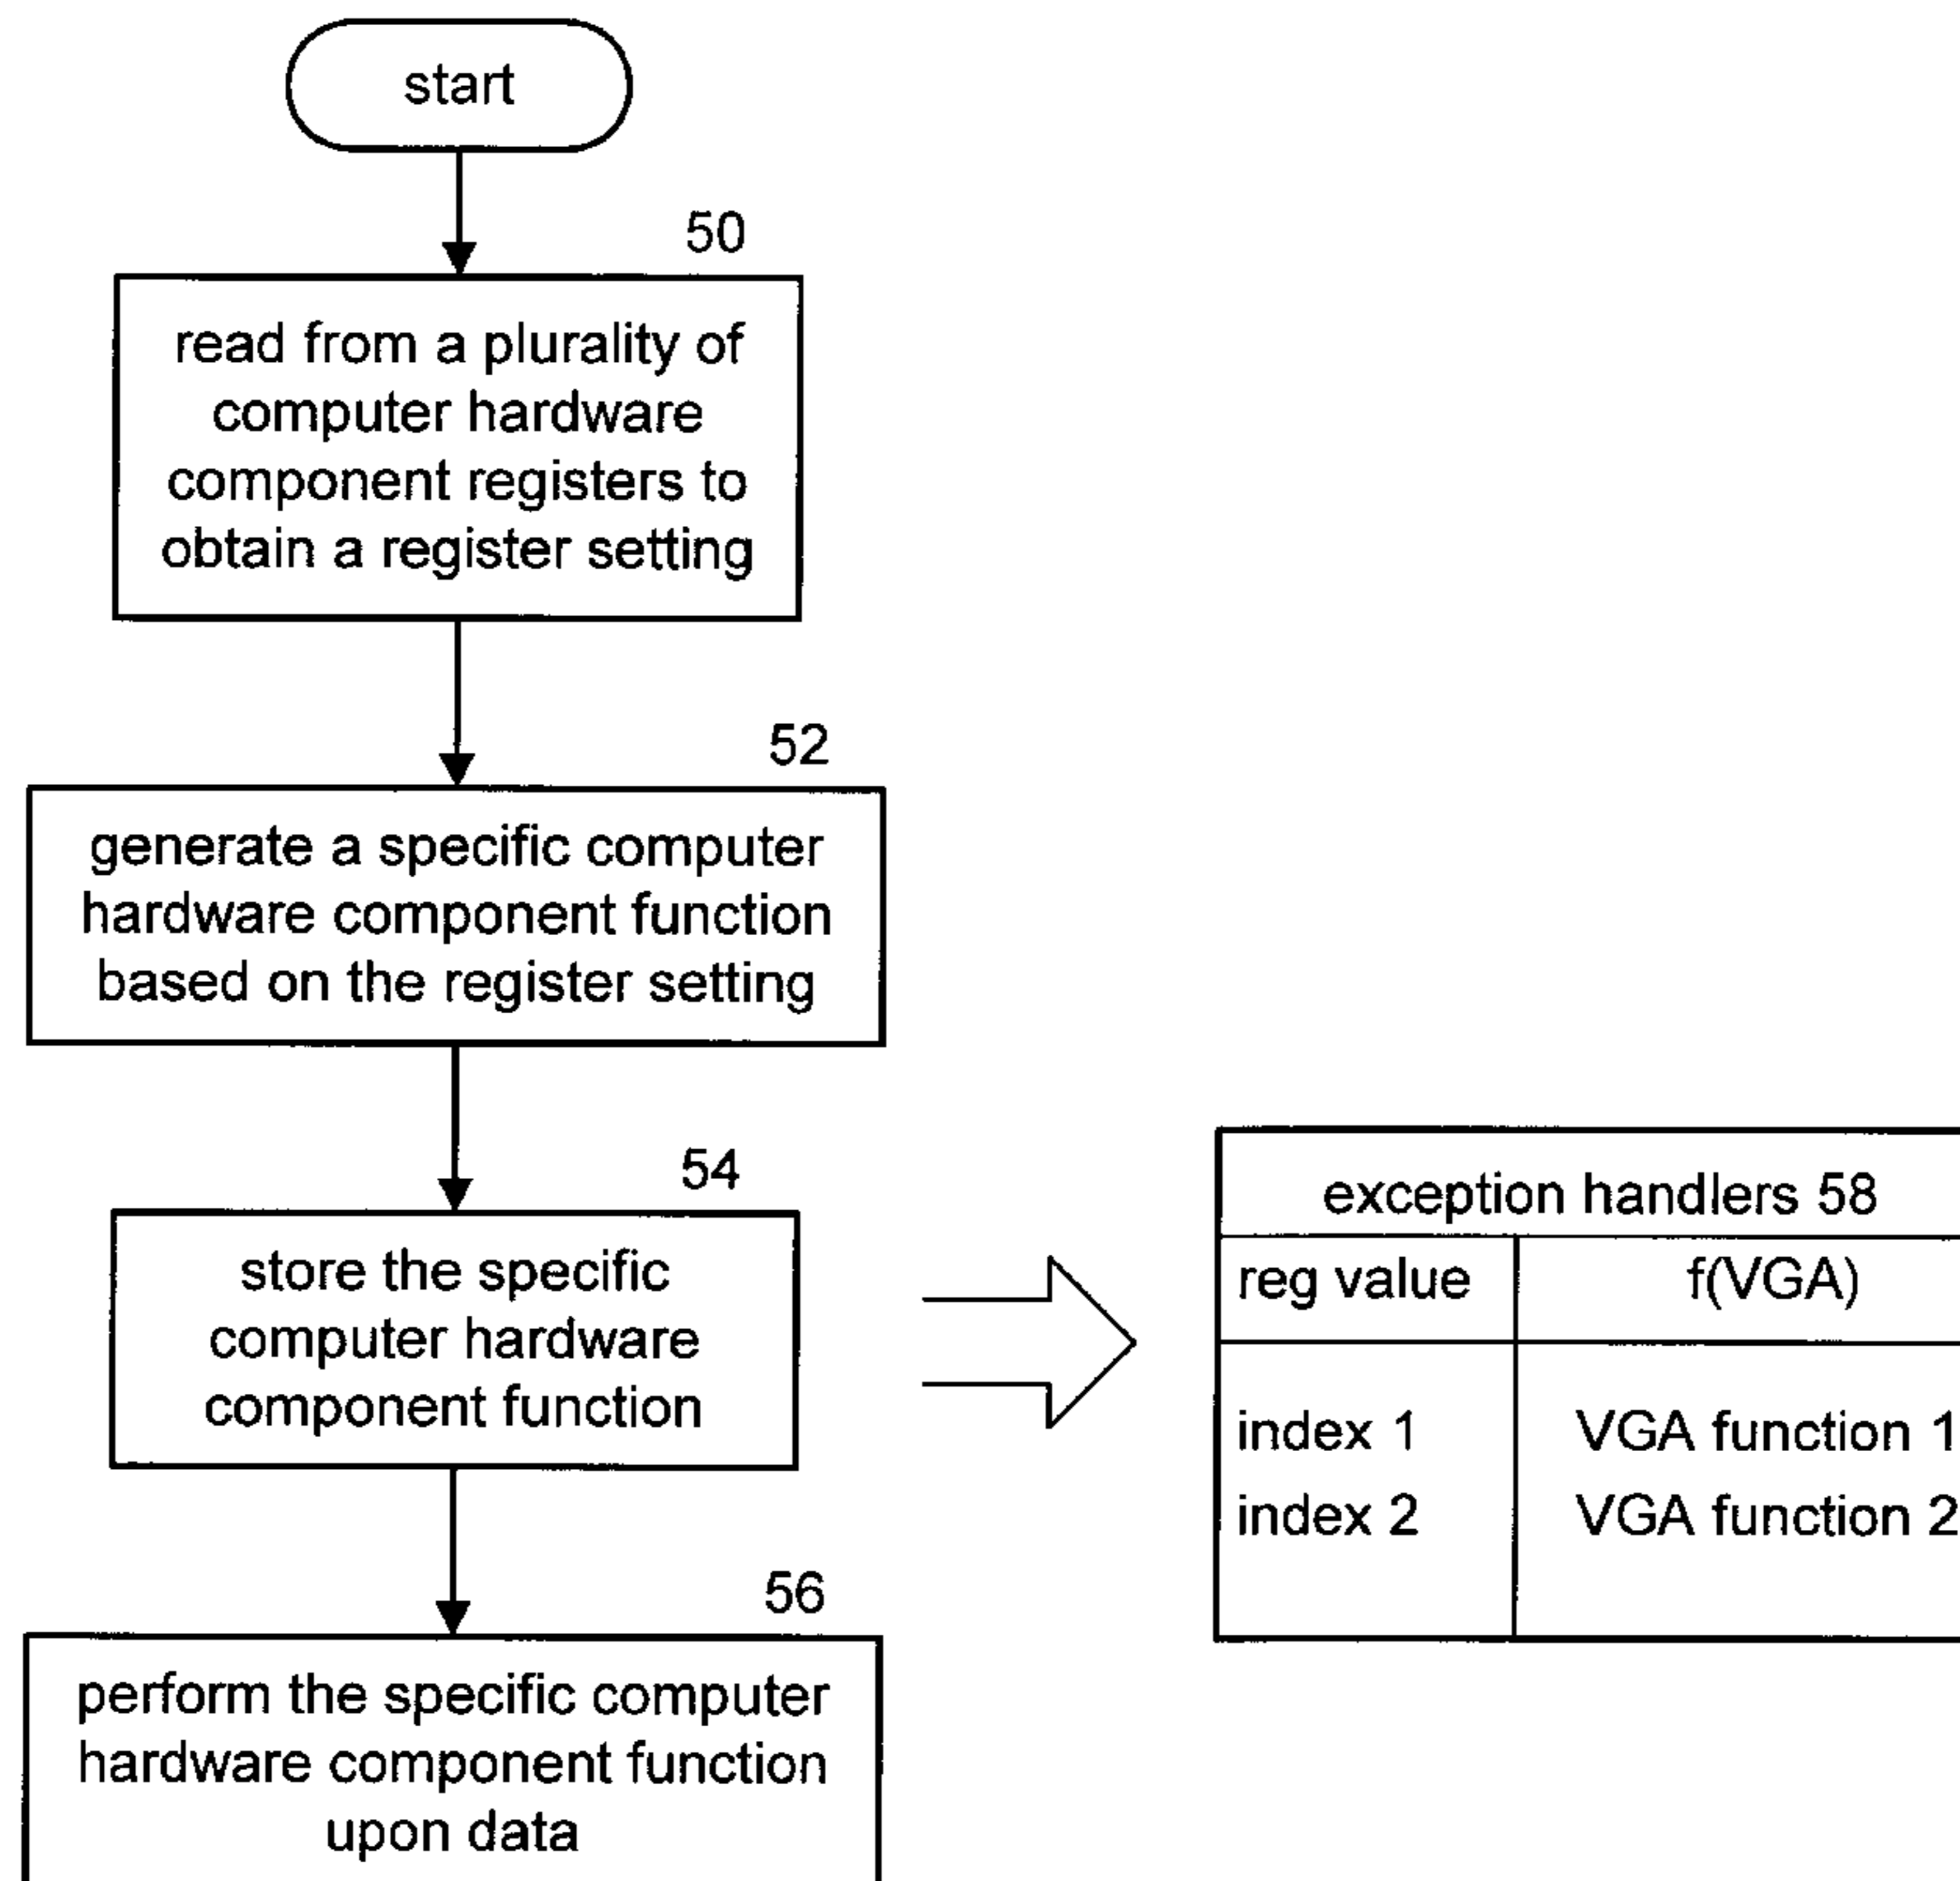 start
50
read from a plurality of
computer hardware
component registers to
obtain a register setting
52
generate a specific computer
hardware component function
based on the register setting
54
store the specific
computer hardware
component function
exception handlers 58
reg value f(VGA)
index 1 VGA function 1
index 2 VGA function 2
56
perform the specific computer
hardware component function
upon data